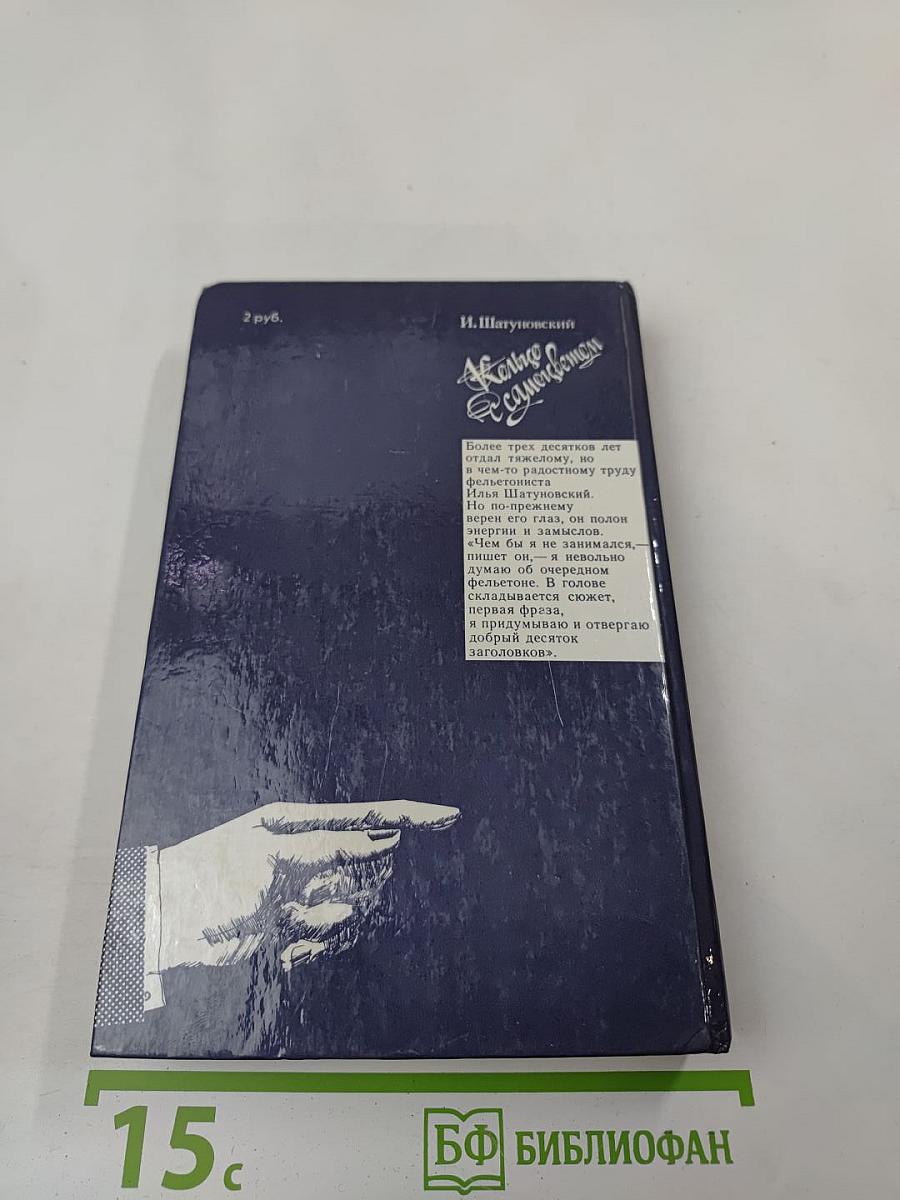 2 руб.
И. Шатуновский
Кольцо
с самоцветом
Более трех десятков лет
отдал тяжелому, но
в чем-то радостному труду
фельетониста
Илья Шатуновский.
Но по-прежнему
верен его глаз, он полон
энергии и замыслов.
«Чем бы я не занимался,—
пишет он,— я невольно
думаю об очередном
фельетоне. В голове
складывается сюжет,
первая фраза,
я придумываю и отвергаю
добрый десяток
заголовков».
15 с
БФ БИБЛИОФАН